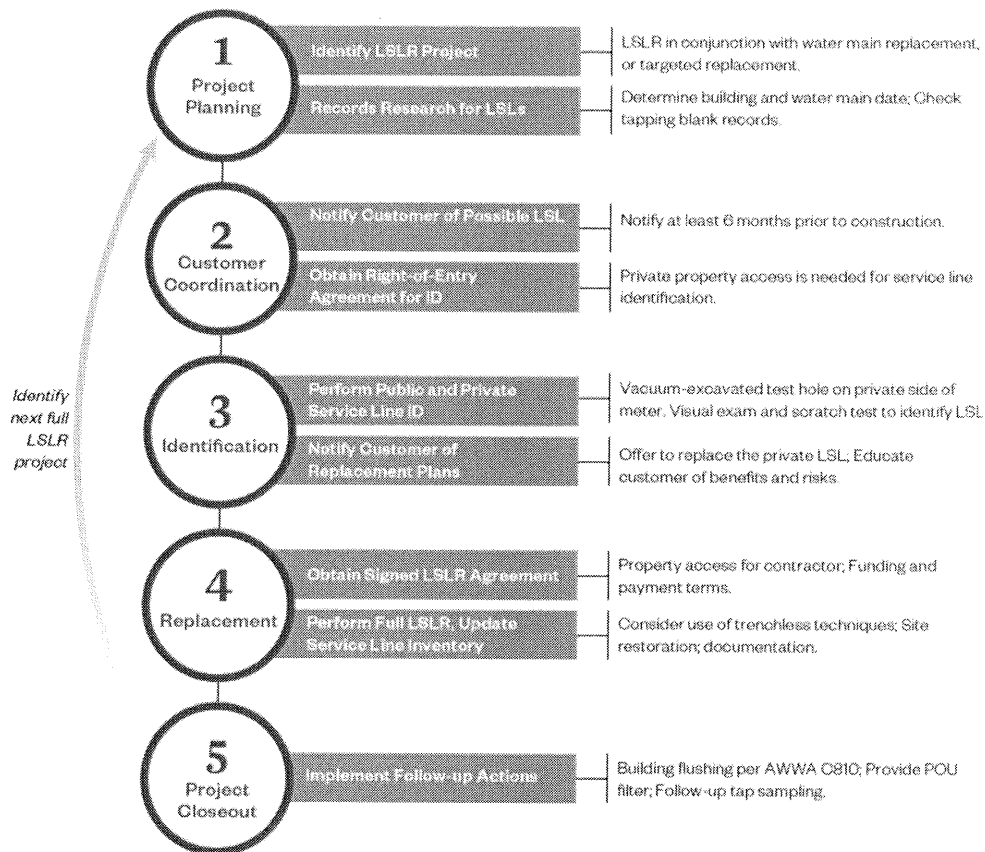 1
Project
Planning
Identify LSLR Project
LSLR in conjunction with water main replacement,
or targeted replacement.
Records Research for LSLs
Determine building and water main date; Check
tapping blank records.
2
Customer
Coordination
Notify Customer of Possible LSL
Notify at least 6 months prior to construction.
Obtain Right-of-Entry
Agreement for ID
Private property access is needed for service line
identification.
Identify
next full
LSLR
project
3
Identification
Perform Public and Private
Service Line ID
Vacuum-excavated test hole on private side of
meter. Visual exam and scratch test to identify LSL
Notify Customer of
Replacement Plans
Offer to replace the private LSL; Educate
customer of benefits and risks.
4
Replacement
Obtain Signed LSLR Agreement
Property access for contractor; Funding and
payment terms.
Perform Full LSLR, Update
Service Line Inventory
Consider use of trenchless techniques; Site
restoration; documentation.
5
Project
Closeout
Implement Follow-up Actions
Building flushing per AWWA C810; Provide POU
filter; Follow-up tap sampling.